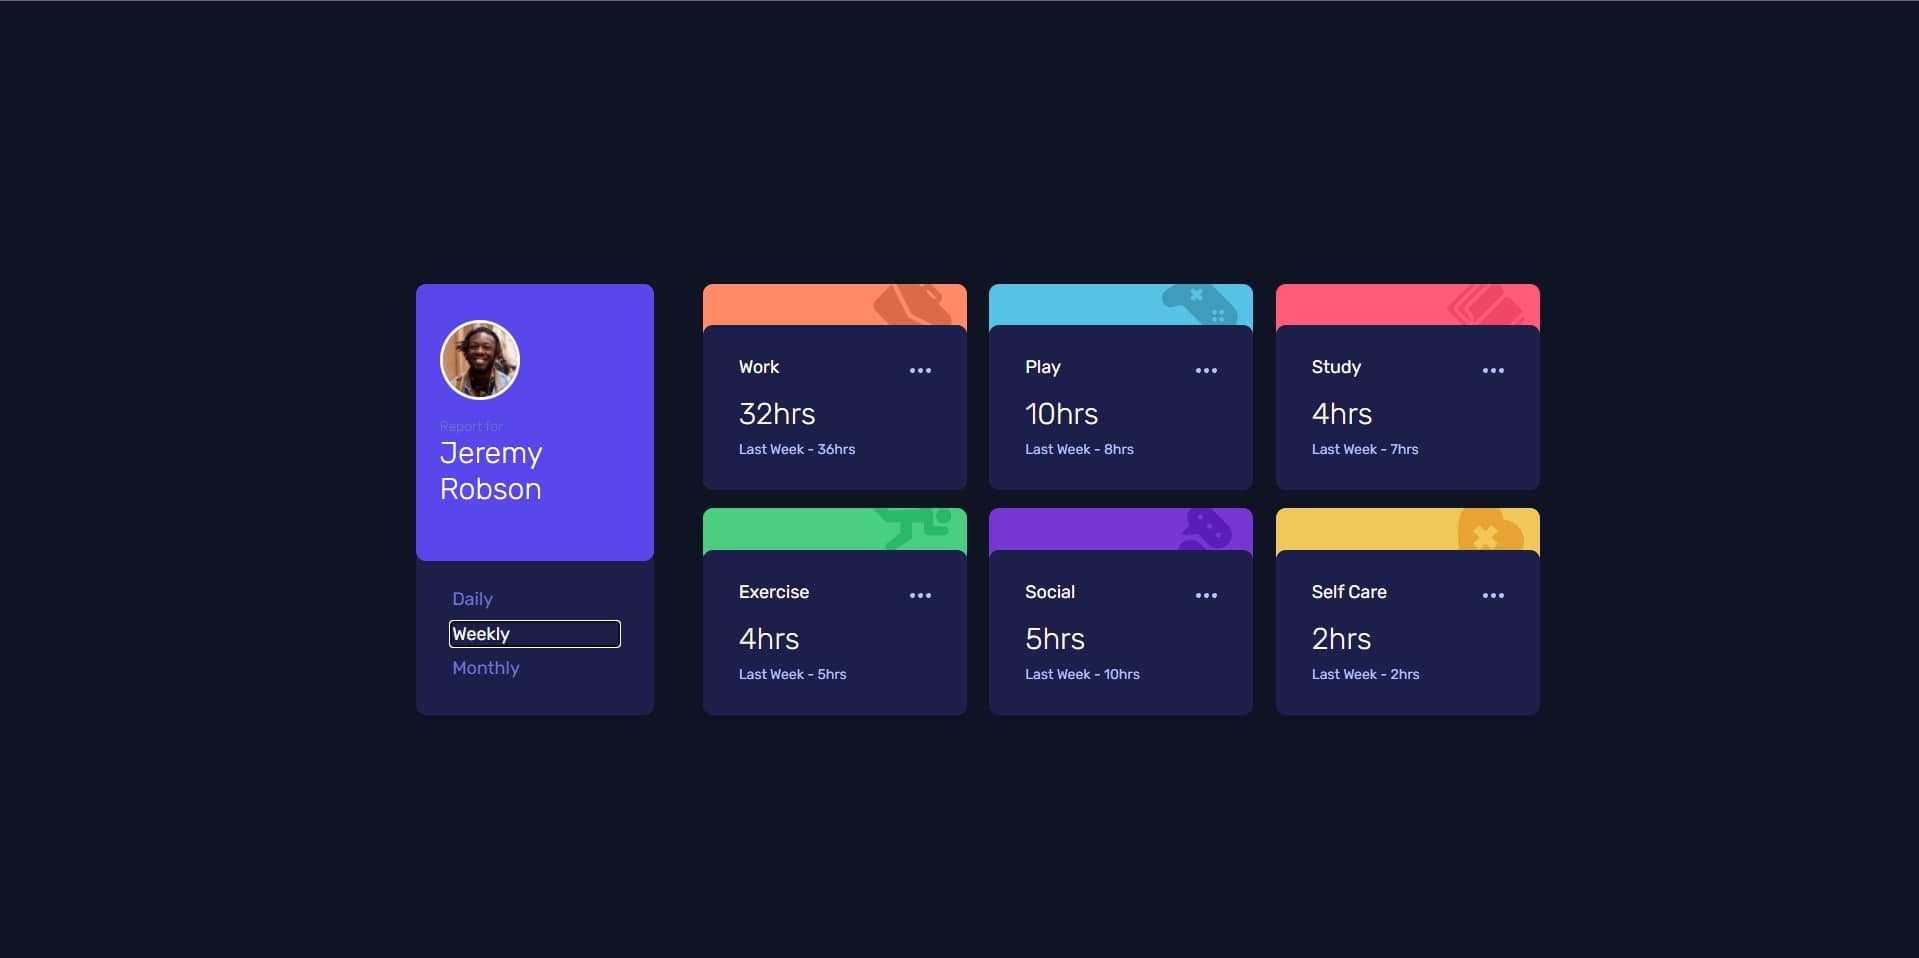 Report for
Jeremy
Robson
Daily
Weekly
Monthly
Work
32hrs
Last Week - 36hrs
Play
10hrs
Last Week - 8hrs
Study
4hrs
Last Week - 7hrs
Exercise
4hrs
Last Week - 5hrs
Social
5hrs
Last Week - 10hrs
Self Care
2hrs
Last Week - 2hrs